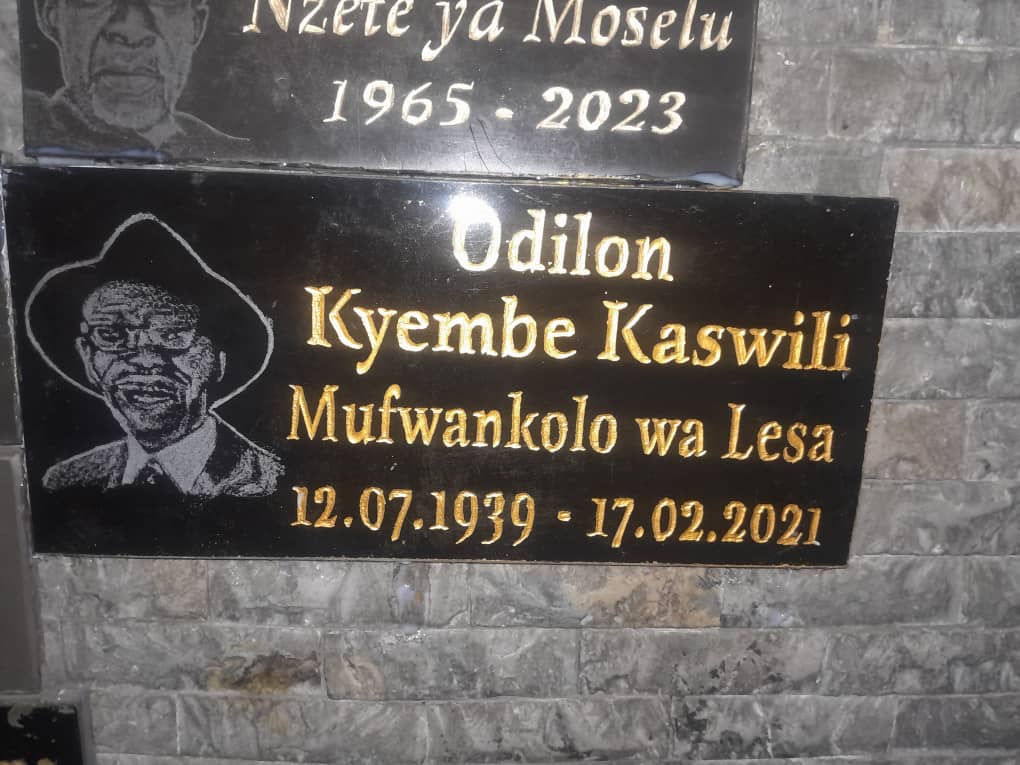 Nzete ya Moselu
1965 - 2023
Odilon
Kyembe Kaswili
Mufwankolo wa Lesa
12.07.1939 - 17.02.2021